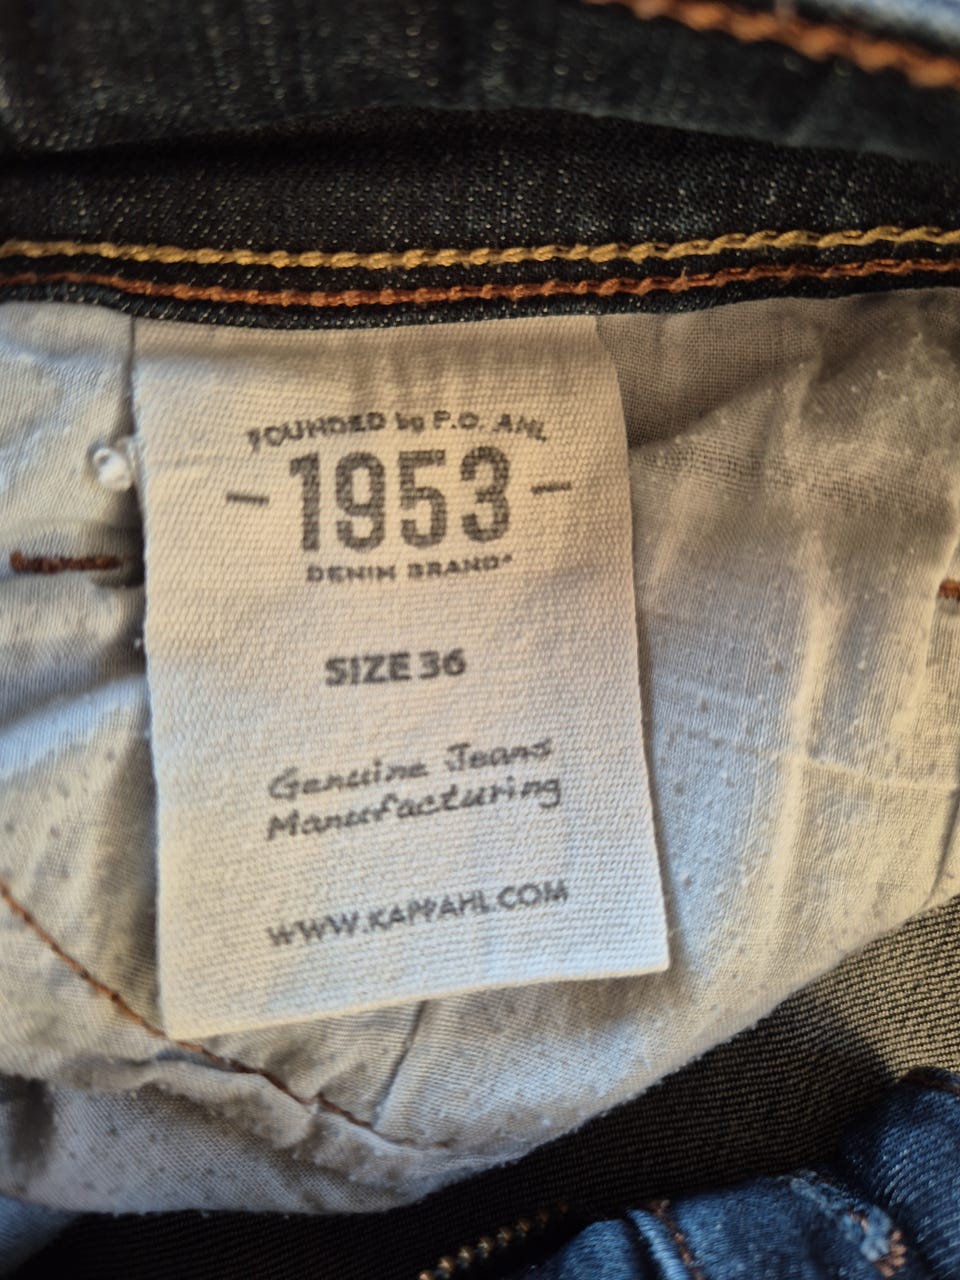 FOUNDED by P.O. AHL
- 1953 -
DENIM BRAND*
SIZE 36
Genuine Jeans
Manufacturing
WWW.KAPPAHL.COM